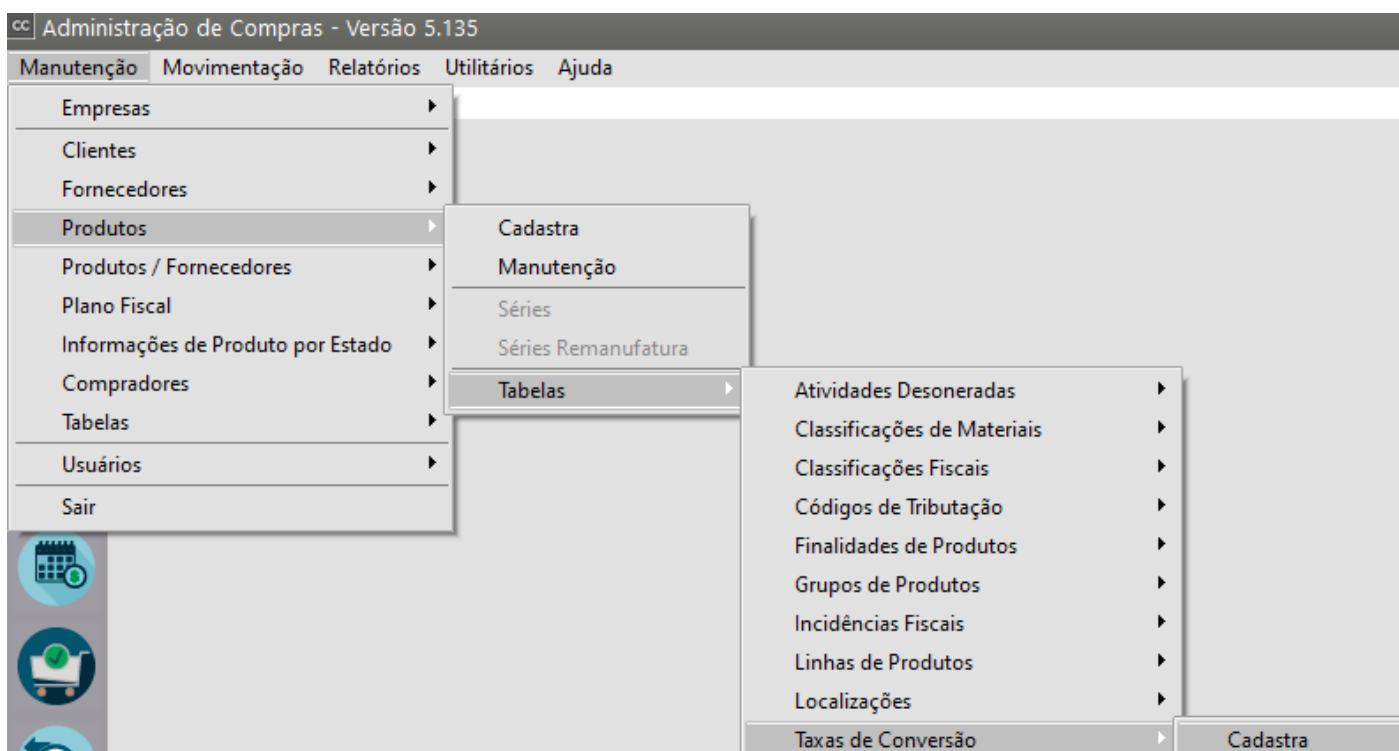 cc Administração de Compras - Versão 5.135
Manutenção Movimentação Relatórios Utilitários Ajuda
Empresas
Clientes
Fornecedores
Produtos
Produtos / Fornecedores
Plano Fiscal
Informações de Produto por Estado
Compradores
Tabelas
Usuários
Sair
Cadastra
Manutenção
Séries
Séries Remanufatura
Tabelas
Atividades Desoneradas
Classificações de Materiais
Classificações Fiscais
Códigos de Tributação
Finalidades de Produtos
Grupos de Produtos
Incidências Fiscais
Linhas de Produtos
Localizações
Taxas de Conversão
Cadastra